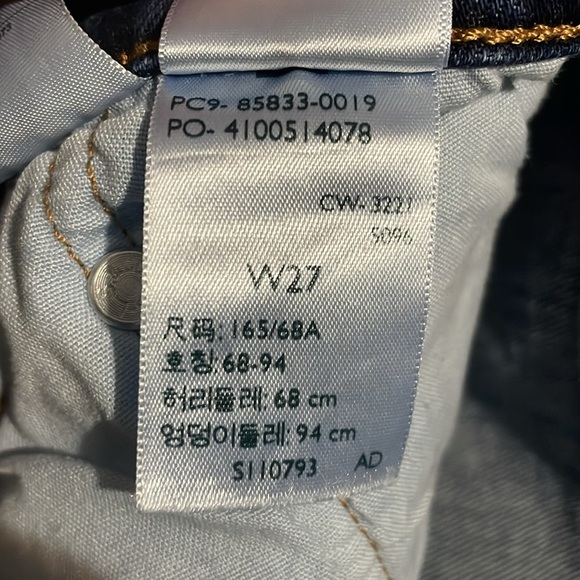 PC9- 85833-0019
PO- 4100514078
CW- 3221
5096
W27
尺码: 165/68A
호칭: 68-94
허리둘레: 68 cm
엉덩이둘레: 94 cm
S110793 AD